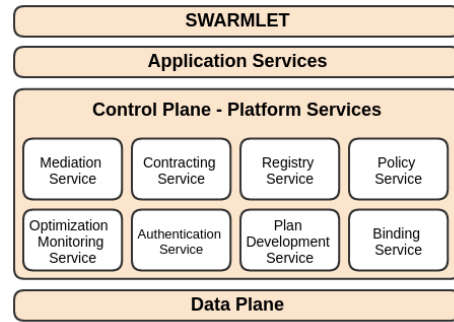 SWARMLET
Application Services
Control Plane - Platform Services
Mediation
Service
Contracting
Service
Registry
Service
Policy
Service
Optimization
Monitoring
Service
Authentication
Service
Plan
Development
Service
Binding
Service
Data Plane